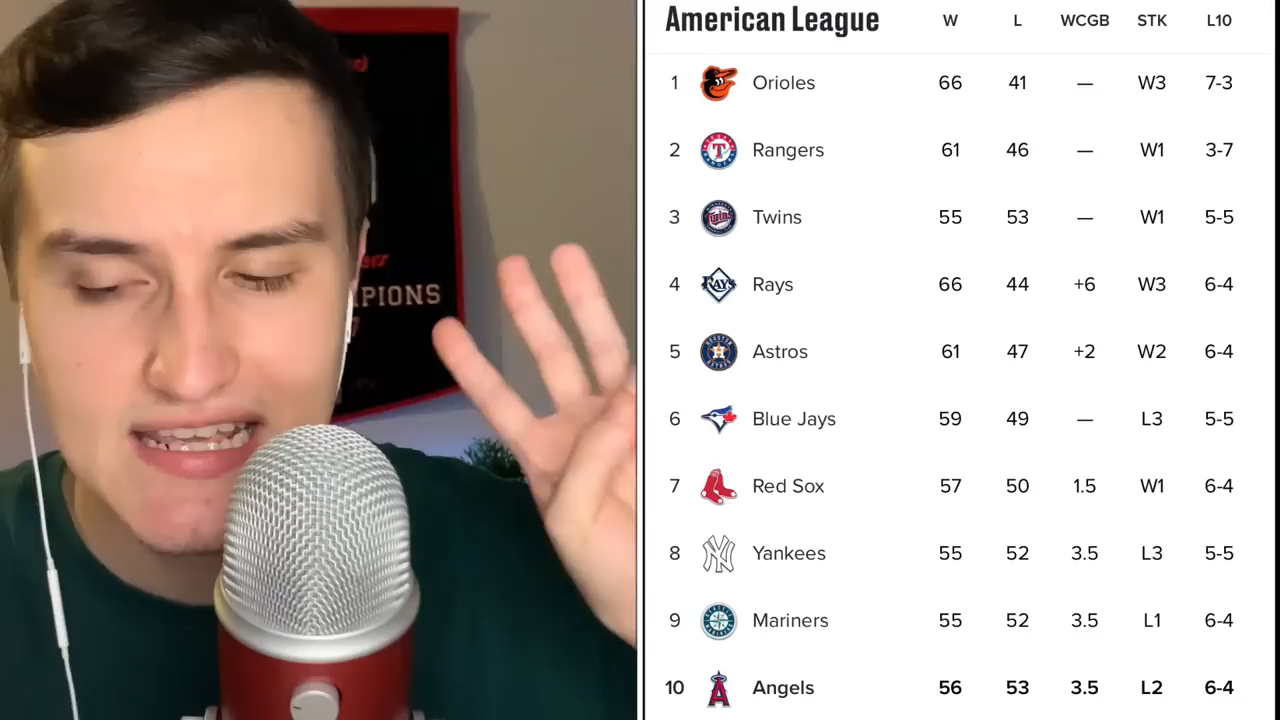 American League W L WCGB STK L10
1 Orioles 66 41 — W3 7-3
2 Rangers 61 46 — W1 3-7
3 Twins 55 53 — W1 5-5
4 RAYS Rays 66 44 +6 W3 6-4
5 Astros 61 47 +2 W2 6-4
6 Blue Jays 59 49 — L3 5-5
7 Red Sox 57 50 1.5 W1 6-4
8 Yankees 55 52 3.5 L3 5-5
9 Mariners 55 52 3.5 L1 6-4
10 Angels 56 53 3.5 L2 6-4